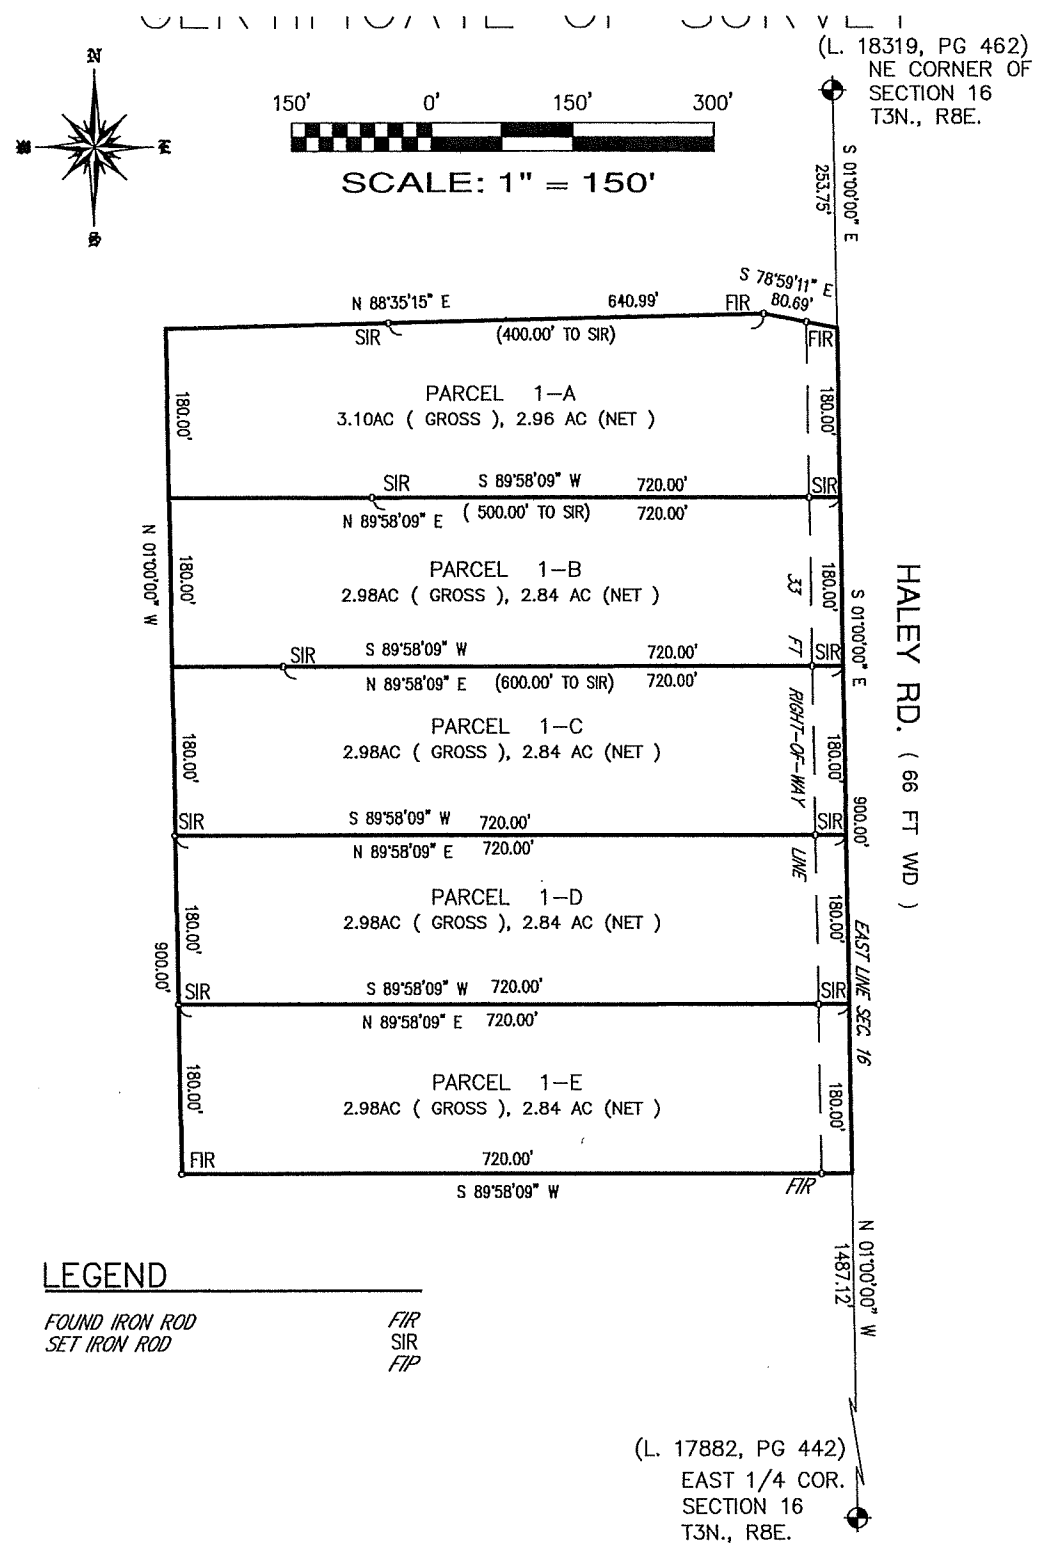 CERTIFICATE OF SURVEY
(L. 18319, PG 462)
NE CORNER OF
SECTION 16
T3N., R8E.
N
E
S
W
150' 0' 150' 300'
SCALE: 1" = 150'
S 01°00'00" E
253.75'
S 78°59'11" E
80.69'
N 88°35'15" E 640.99' FIR
SIR (400.00' TO SIR) FIR
PARCEL 1-A
3.10AC ( GROSS ), 2.96 AC (NET )
180.00' 180.00'
SIR S 89°58'09" W 720.00' SIR
N 89°58'09" E ( 500.00' TO SIR) 720.00'
N 01°00'00" W
PARCEL 1-B
2.98AC ( GROSS ), 2.84 AC (NET )
180.00' 180.00'
33 FT RIGHT-OF-WAY LINE
S 01°00'00" E
900.00'
HALEY RD. ( 66 FT WD )
SIR S 89°58'09" W 720.00' SIR
N 89°58'09" E (600.00' TO SIR) 720.00'
PARCEL 1-C
2.98AC ( GROSS ), 2.84 AC (NET )
180.00' 180.00'
SIR S 89°58'09" W 720.00' SIR
N 89°58'09" E 720.00'
PARCEL 1-D
2.98AC ( GROSS ), 2.84 AC (NET )
180.00' 180.00'
900.00'
EAST LINE SEC. 16
SIR S 89°58'09" W 720.00' SIR
N 89°58'09" E 720.00'
PARCEL 1-E
2.98AC ( GROSS ), 2.84 AC (NET )
180.00' 180.00'
FIR 720.00' FIR
S 89°58'09" W
N 01°00'00" W
1487.12'
LEGEND
FOUND IRON ROD FIR
SET IRON ROD SIR
FIP
(L. 17882, PG 442)
EAST 1/4 COR.
SECTION 16
T3N., R8E.